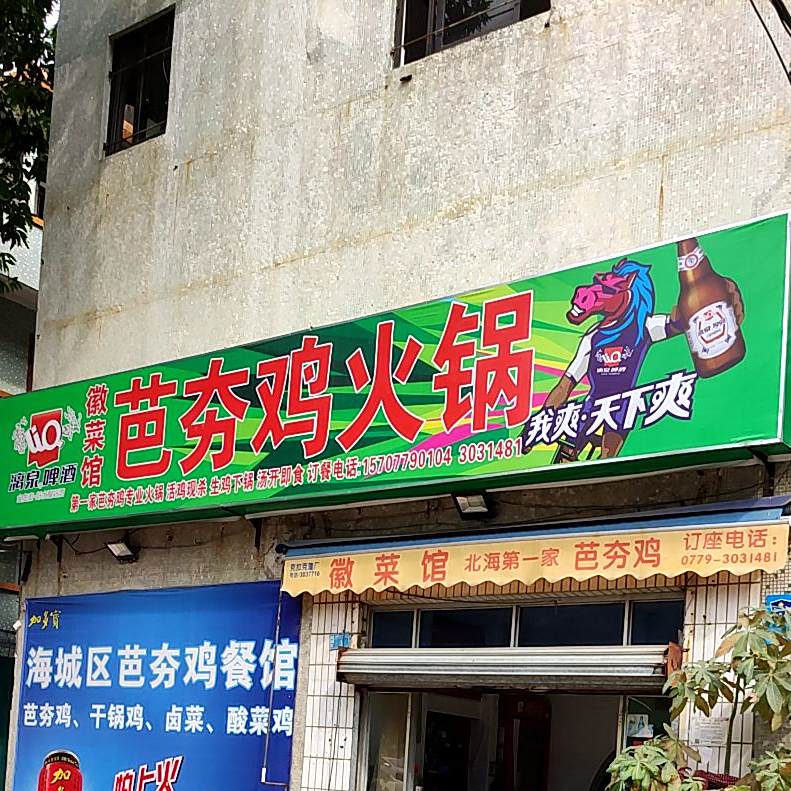 漓泉啤酒
徽菜馆
芭夯鸡火锅
我爽·天下爽
第一家芭夯鸡专业火锅 活鸡现杀 生鸡下锅 汤开即食 订餐电话:15707790104 3031481
徽菜馆 北海第一家 芭夯鸡 订座电话:
0779-3031481
加多宝
海城区芭夯鸡餐馆
芭夯鸡、干锅鸡、卤菜、酸菜鸡
怕上火